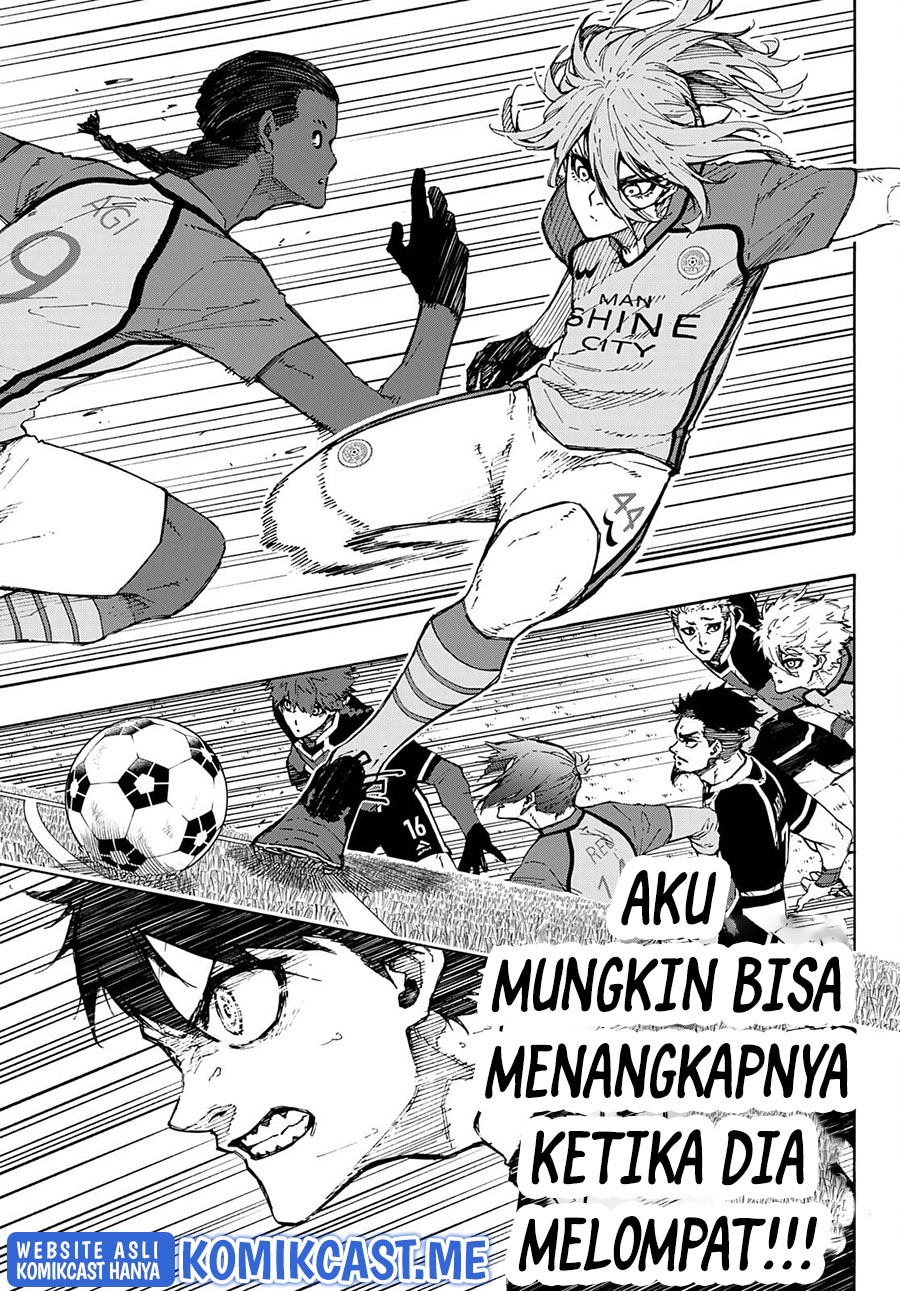 AGI
9
MAN
SHINE
CITY
44
16
RE
AKU
MUNGKIN BISA
MENANGKAPNYA
KETIKA DIA
MELOMPAT!!!
WEBSITE ASLI
KOMIKCAST HANYA
KOMIKCAST.ME